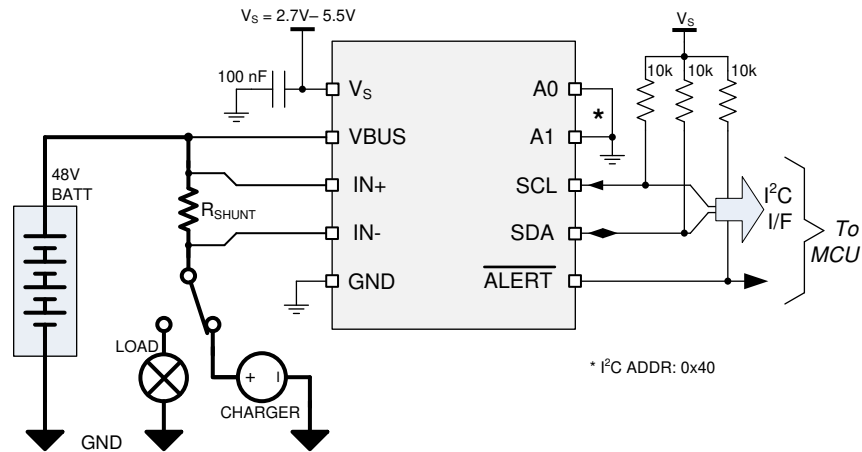 V_S = 2.7V– 5.5V
100 nF
V_S
VBUS
IN+
IN-
GND
A0
A1
SCL
SDA
ALERT
*
V_S
10k
10k
10k
I²C
I/F
To
MCU
48V
BATT
R_SHUNT
LOAD
+
CHARGER
GND
* I²C ADDR: 0x40